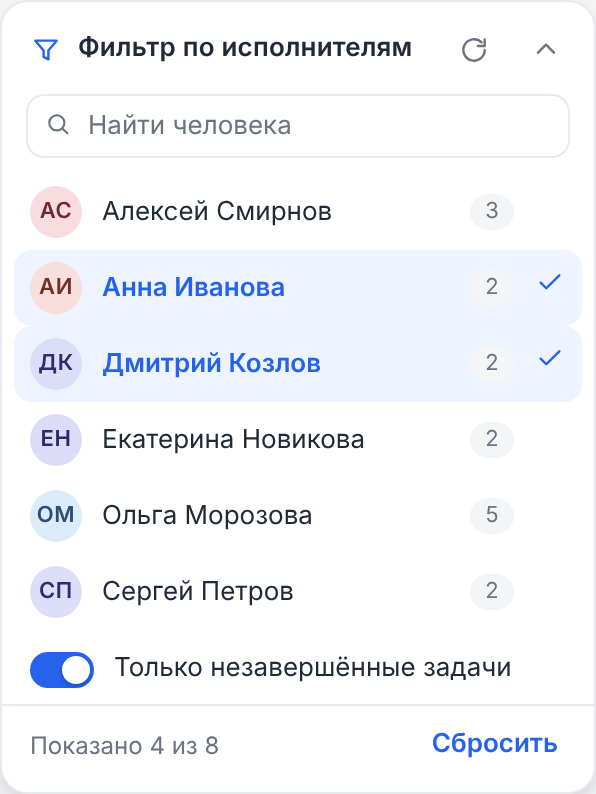 Фильтр по исполнителям
Найти человека
АС Алексей Смирнов 3
АИ Анна Иванова 2
ДК Дмитрий Козлов 2
ЕН Екатерина Новикова 2
ОМ Ольга Морозова 5
СП Сергей Петров 2
Только незавершённые задачи
Показано 4 из 8 Сбросить